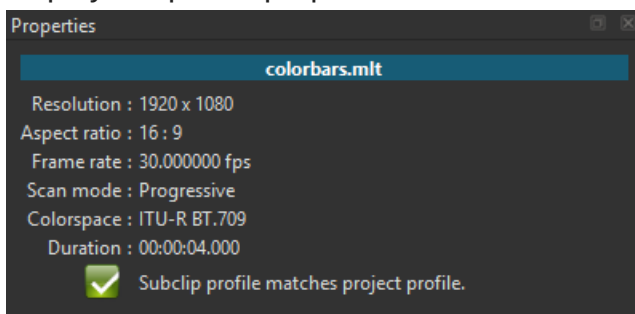 Properties
colorbars.mlt
Resolution : 1920 x 1080
Aspect ratio : 16 : 9
Frame rate : 30.000000 fps
Scan mode : Progressive
Colorspace : ITU-R BT.709
Duration : 00:00:04.000
Subclip profile matches project profile.